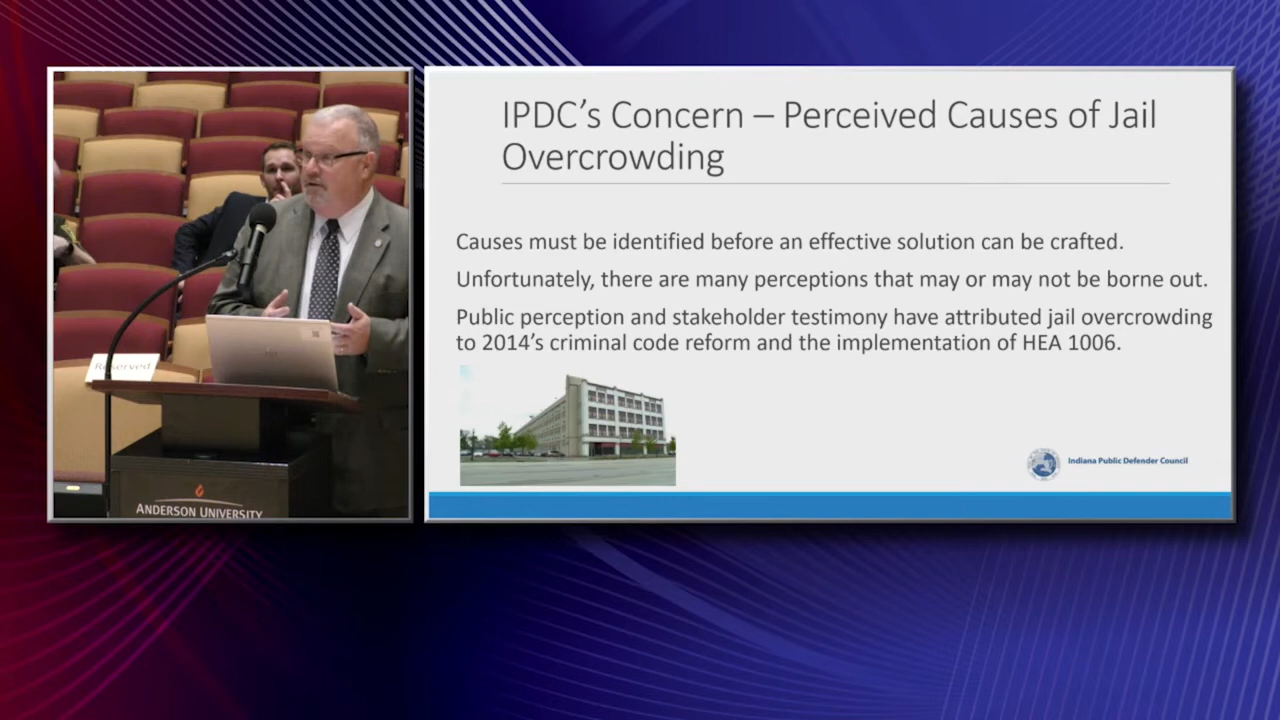 IPDC’s Concern – Perceived Causes of Jail
Overcrowding
Causes must be identified before an effective solution can be crafted.
Unfortunately, there are many perceptions that may or may not be borne out.
Public perception and stakeholder testimony have attributed jail overcrowding
to 2014’s criminal code reform and the implementation of HEA 1006.
Indiana Public Defender Council
Reserved
ANDERSON UNIVERSITY